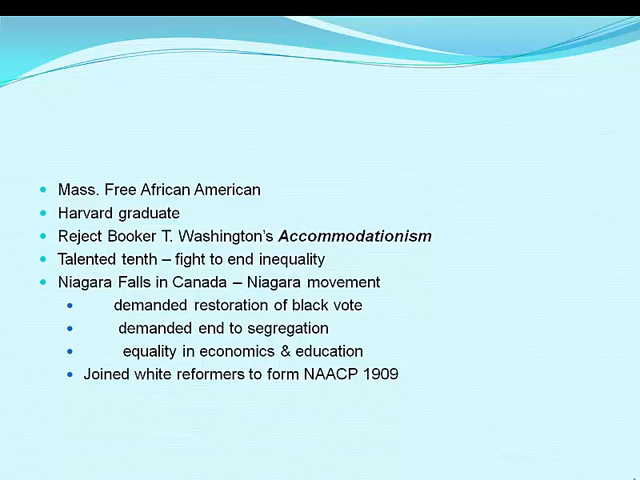 Mass. Free African American
Harvard graduate
Reject Booker T. Washington's Accommodationism
Talented tenth – fight to end inequality
Niagara Falls in Canada – Niagara movement
demanded restoration of black vote
demanded end to segregation
equality in economics & education
Joined white reformers to form NAACP 1909